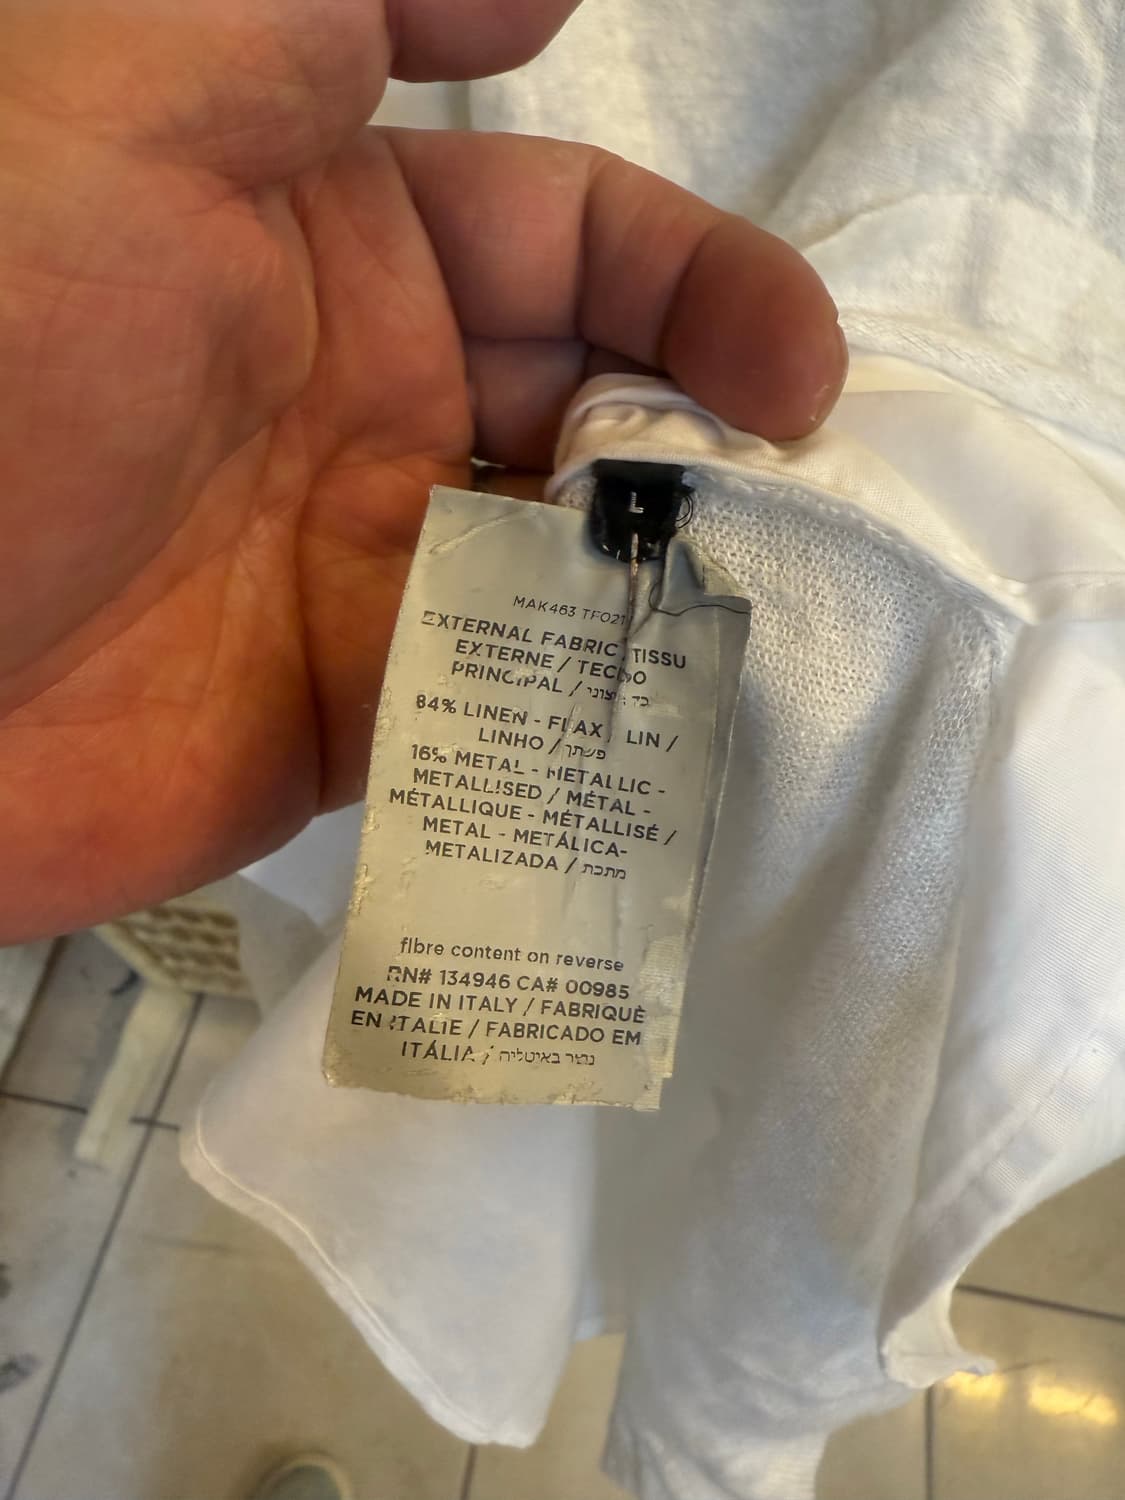 L
MAK463 TF021
EXTERNAL FABRIC / TISSU
EXTERNE / TECIDO
PRINCIPAL / בד חיצוני
84% LINEN - FLAX / LIN /
LINHO / פשתן
16% METAL - METALLIC -
METALLISED / MÉTAL -
MÉTALLIQUE - MÉTALLISÉ /
METAL - METÁLICA-
METALIZADA / מתכת
fibre content on reverse
RN# 134946 CA# 00985
MADE IN ITALY / FABRIQUÈ
EN ITALIE / FABRICADO EM
ITÁLIA / נוצר באיטליה